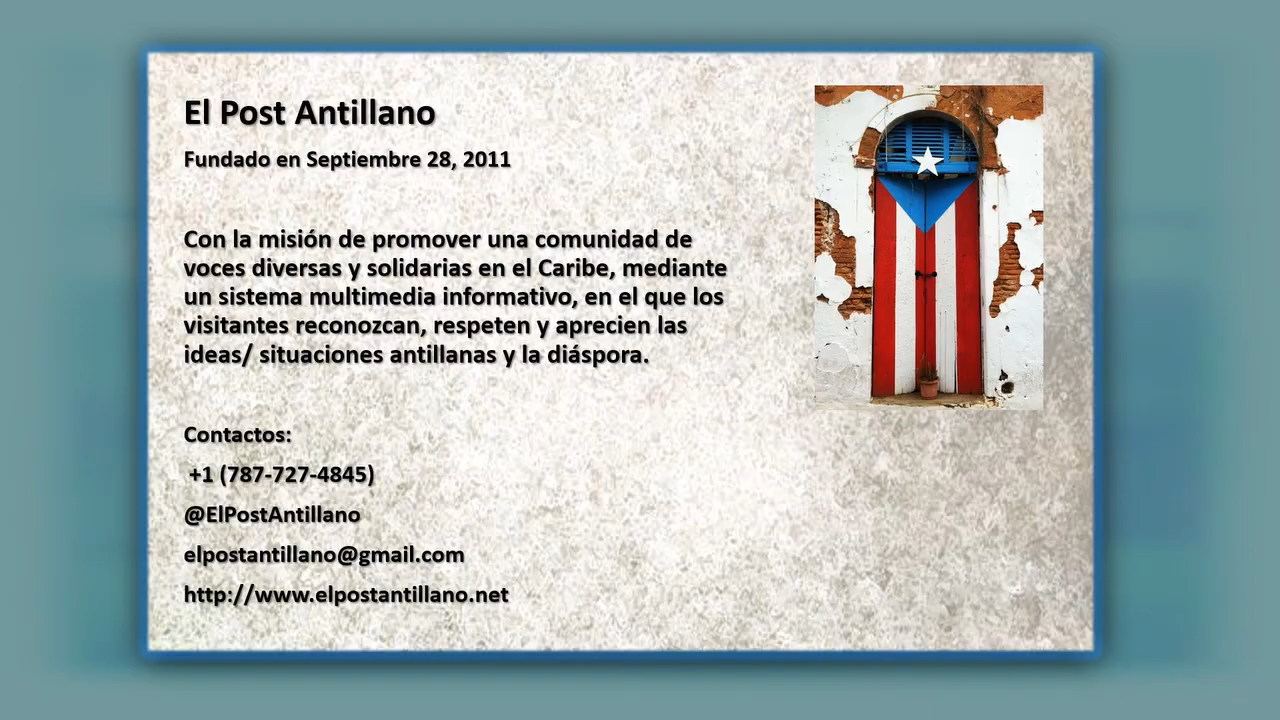 El Post Antillano
Fundado en Septiembre 28, 2011
Con la misión de promover una comunidad de
voces diversas y solidarias en el Caribe, mediante
un sistema multimedia informativo, en el que los
visitantes reconozcan, respeten y aprecien las
ideas/ situaciones antillanas y la diáspora.
Contactos:
+1 (787-727-4845)
@ElPostAntillano
elpostantillano@gmail.com
http://www.elpostantillano.net